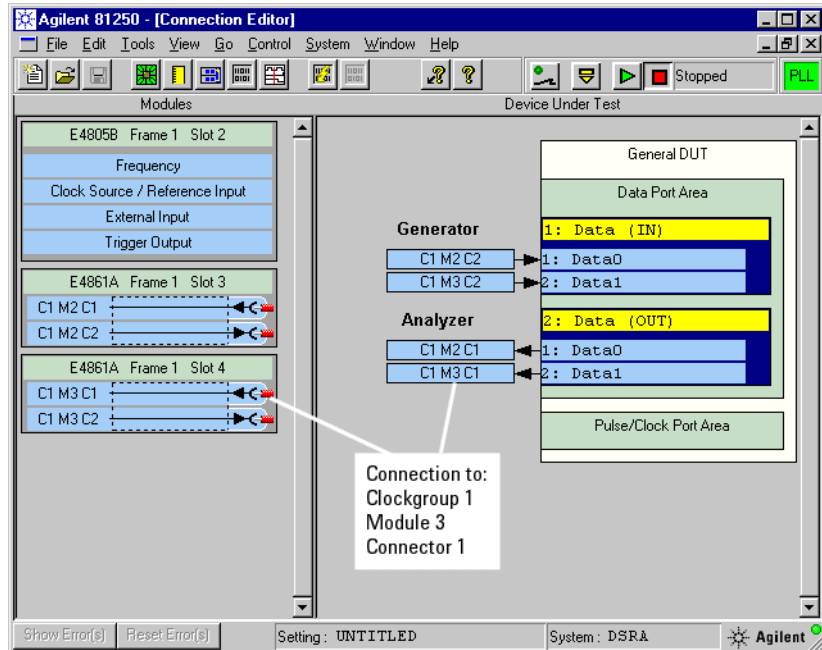 Agilent 81250 - [Connection Editor]
File Edit Tools View Go Control System Window Help
Stopped
PLL
Modules
Device Under Test
E4805B Frame 1 Slot 2
Frequency
Clock Source / Reference Input
External Input
Trigger Output
E4861A Frame 1 Slot 3
C1 M2 C1
C1 M2 C2
E4861A Frame 1 Slot 4
C1 M3 C1
C1 M3 C2
General DUT
Data Port Area
Generator
1: Data (IN)
C1 M2 C2
1: Data0
C1 M3 C2
2: Data1
Analyzer
2: Data (OUT)
C1 M2 C1
1: Data0
C1 M3 C1
2: Data1
Pulse/Clock Port Area
Connection to:
Clockgroup 1
Module 3
Connector 1
Show Error(s)
Reset Error(s)
Setting: UNTITLED
System: DSRA
Agilent